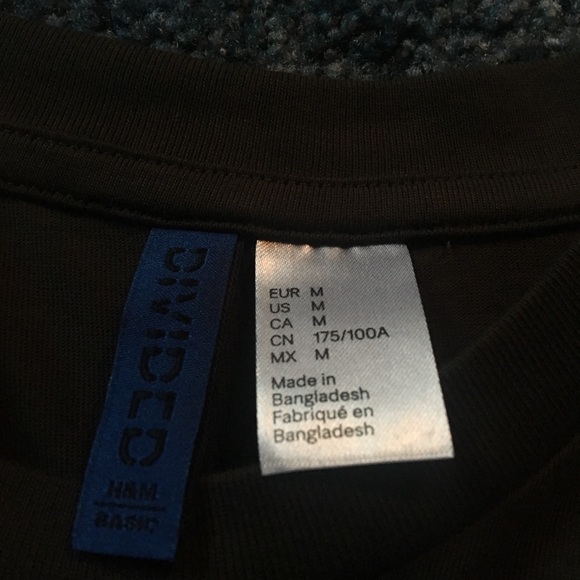 DIVIDED
H&M
BASIC
EUR M
US M
CA M
CN 175/100A
MX M
Made in
Bangladesh
Fabriqué en
Bangladesh